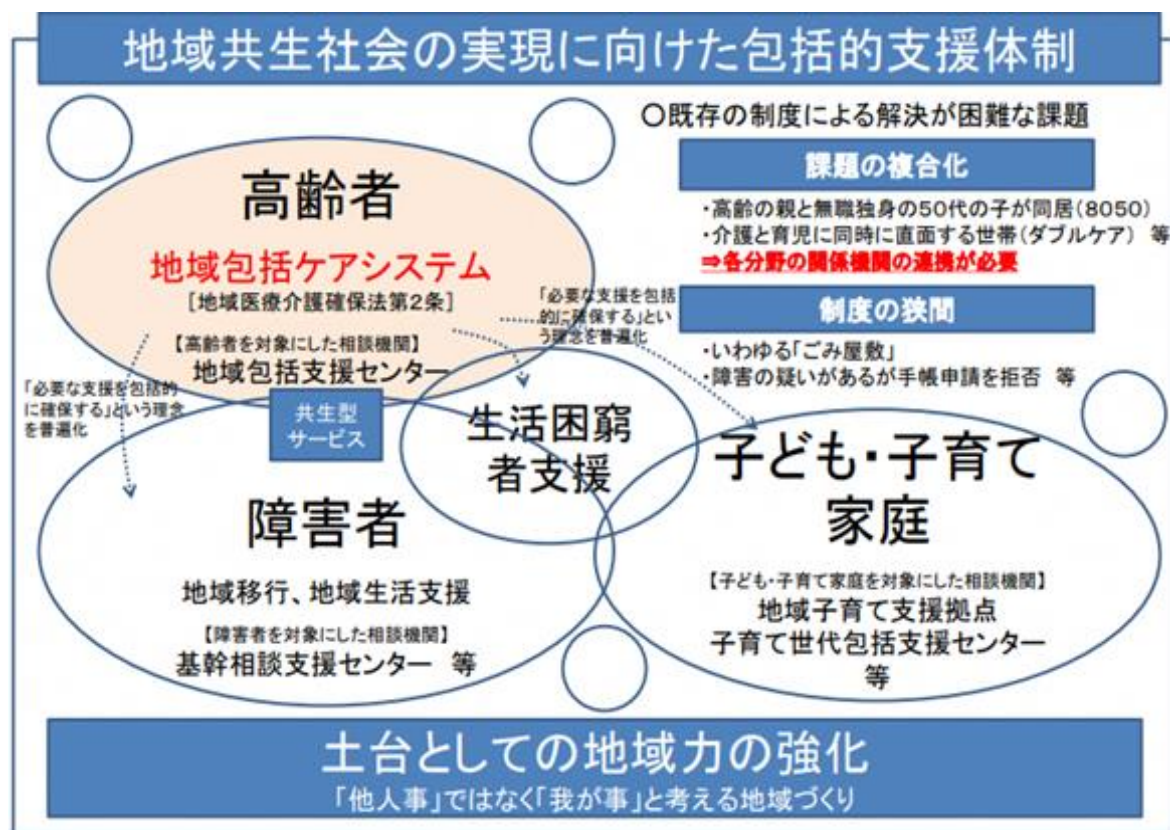 地域共生社会の実現に向けた包括的支援体制
〇既存の制度による解決が困難な課題
課題の複合化
・高齢の親と無職独身の50代の子が同居(8050)
・介護と育児に同時に直面する世帯(ダブルケア) 等
⇒各分野の関係機関の連携が必要
制度の狭間
・いわゆる「ごみ屋敷」
・障害の疑いがあるが手帳申請を拒否 等
高齢者
地域包括ケアシステム
[地域医療介護確保法第2条]
【高齢者を対象にした相談機関】
地域包括支援センター
「必要な支援を包括
的に確保する」とい
う理念を普遍化
「必要な支援を包括的
に確保する」という理念
を普遍化
共生型
サービス
生活困窮
者支援
障害者
地域移行、地域生活支援
【障害者を対象にした相談機関】
基幹相談支援センター 等
子ども・子育て
家庭
【子ども・子育て家庭を対象にした相談機関】
地域子育て支援拠点
子育て世代包括支援センター
等
土台としての地域力の強化
「他人事」ではなく「我が事」と考える地域づくり